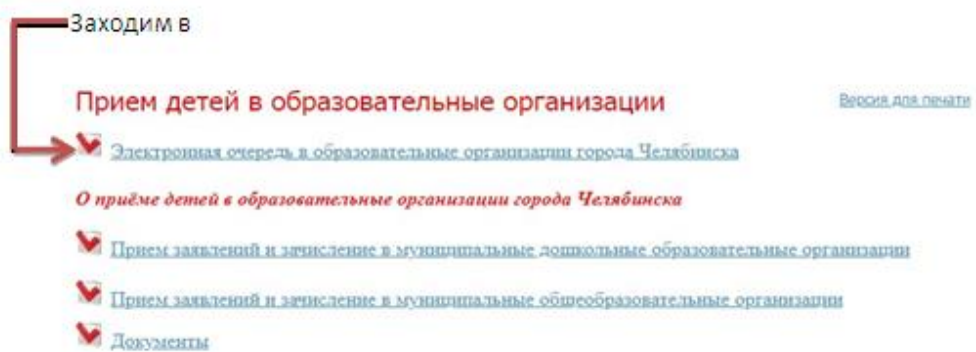 Заходим в
Прием детей в образовательные организации
Версия для печати
Электронная очередь в образовательные организации города Челябинска
О приёме детей в образовательные организации города Челябинска
Прием заявлений и зачисление в муниципальные дошкольные образовательные организации
Прием заявлений и зачисление в муниципальные общеобразовательные организации
Документы